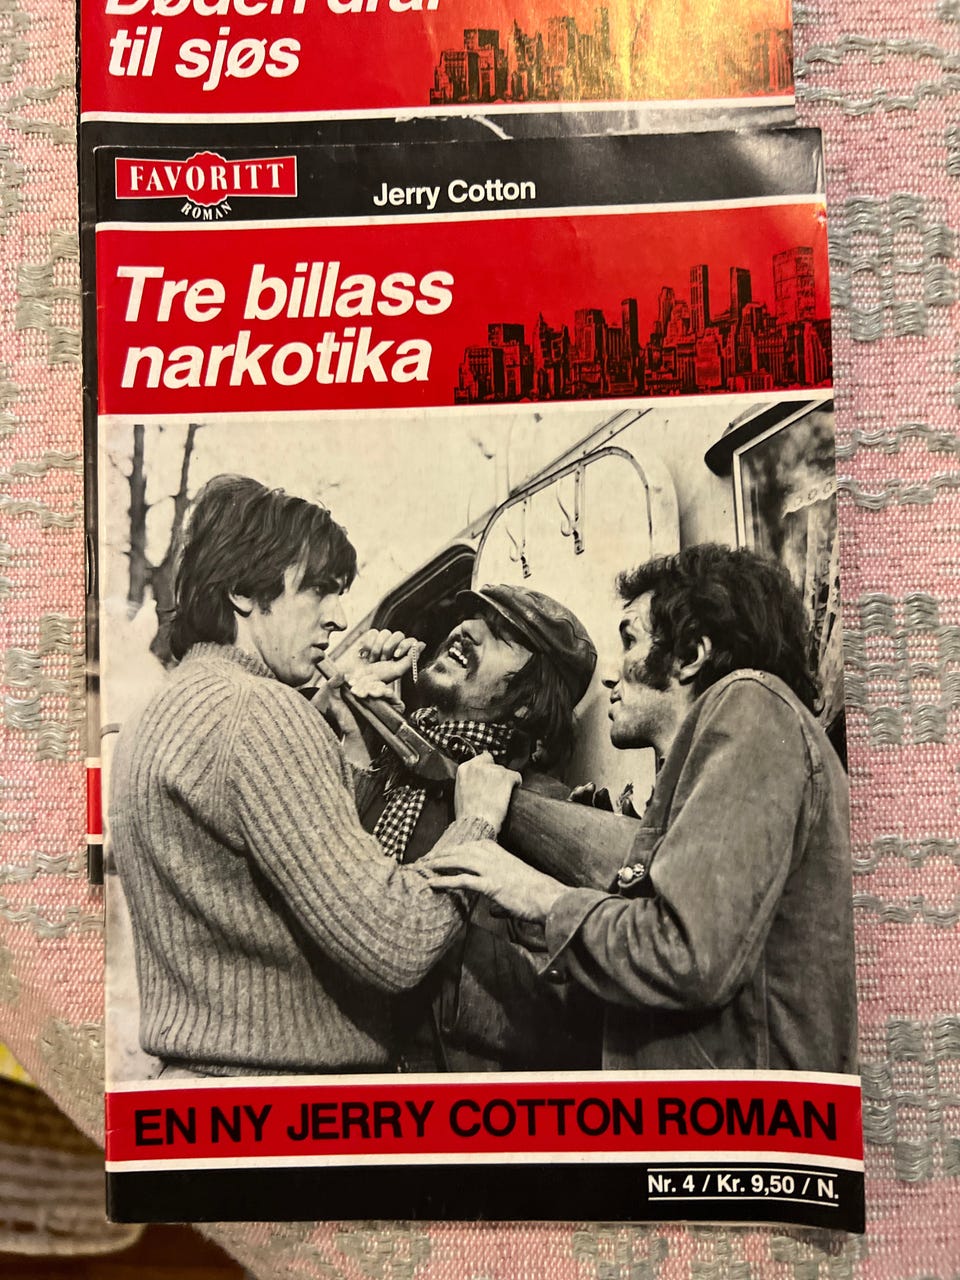 til sjøs
FAVORITT
ROMAN
Jerry Cotton
Tre billass
narkotika
EN NY JERRY COTTON ROMAN
Nr. 4 / Kr. 9,50 / N.